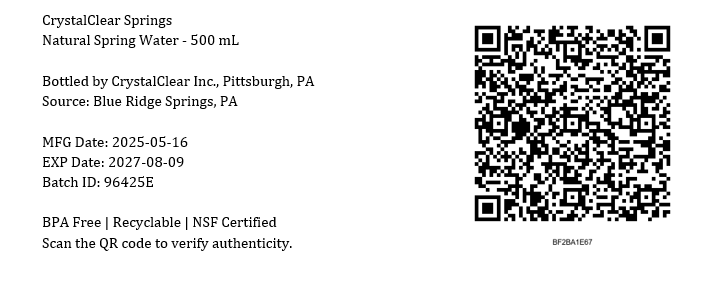 CrystalClear Springs
Natural Spring Water - 500 mL
Bottled by CrystalClear Inc., Pittsburgh, PA
Source: Blue Ridge Springs, PA
MFG Date: 2025-05-16
EXP Date: 2027-08-09
Batch ID: 96425E
BPA Free | Recyclable | NSF Certified
Scan the QR code to verify authenticity.
BF2BA1E67